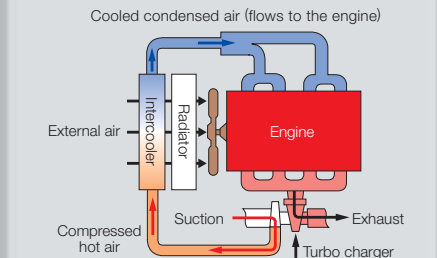 Cooled condensed air (flows to the engine)
Intercooler
Radiator
External air
Engine
Suction
Exhaust
Compressed
hot air
Turbo charger